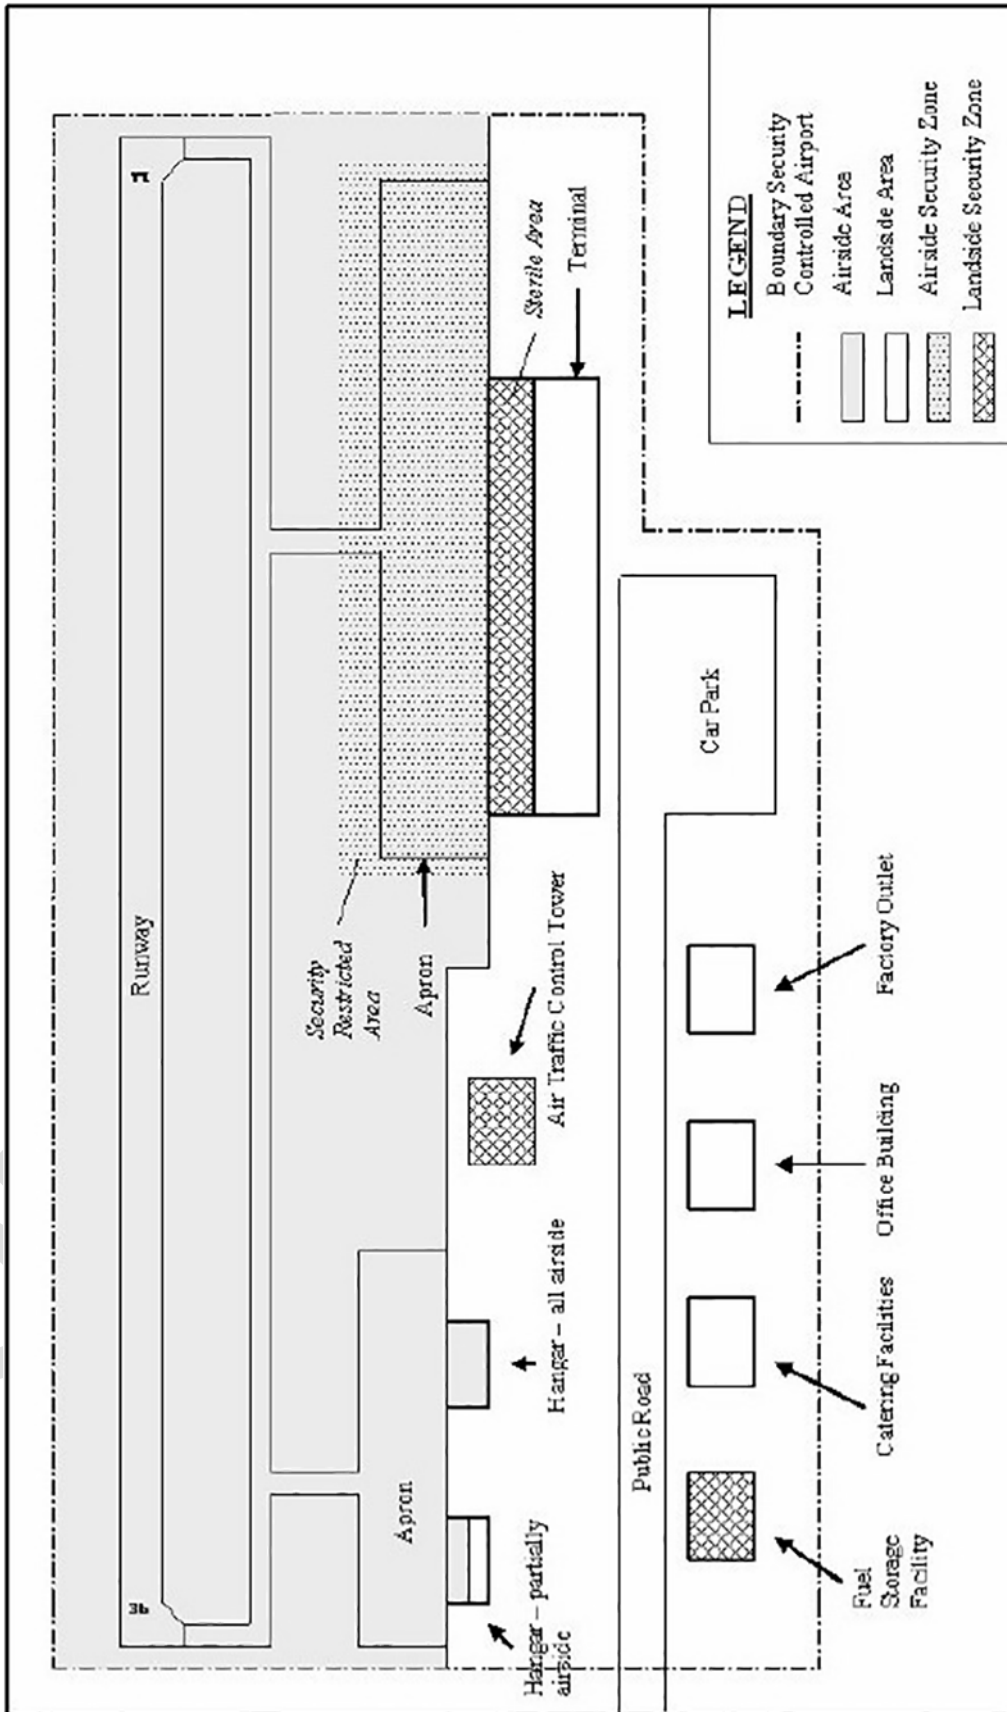 Runway
36
Security
Restricted
Area
Apron
Apron
Sterile Area
Terminal
Air Traffic Control Tower
Hangar – all airside
Hangar – partially
airside
Public Road
Car Park
Fuel
Storage
Facility
Catering Facilities
Office Building
Factory Outlet
LEGEND
Boundary Security
Controlled Airport
Airside Area
Landside Area
Airside Security Zone
Landside Security Zone